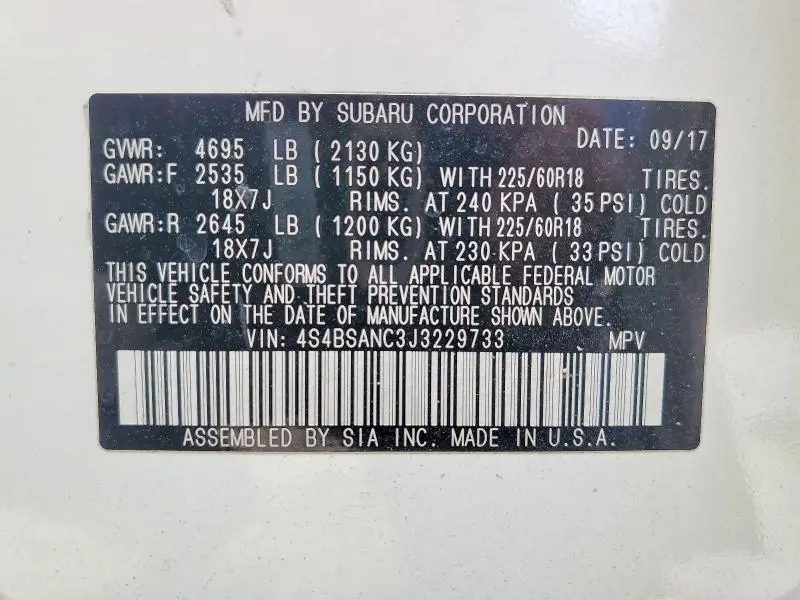 MFD BY SUBARU CORPORATION
DATE: 09/17
GVWR: 4695 LB (2130 KG)
GAWR:F 2535 LB (1150 KG) WITH 225/60R18 TIRES.
18X7J RIMS. AT 240 KPA (35 PSI) COLD
GAWR:R 2645 LB (1200 KG) WITH 225/60R18 TIRES.
18X7J RIMS. AT 230 KPA (33 PSI) COLD
THIS VEHICLE CONFORMS TO ALL APPLICABLE FEDERAL MOTOR
VEHICLE SAFETY AND THEFT PREVENTION STANDARDS
IN EFFECT ON THE DATE OF MANUFACTURE SHOWN ABOVE.
VIN: 4S4BSANC3J3229733 MPV
ASSEMBLED BY SIA INC. MADE IN U.S.A.